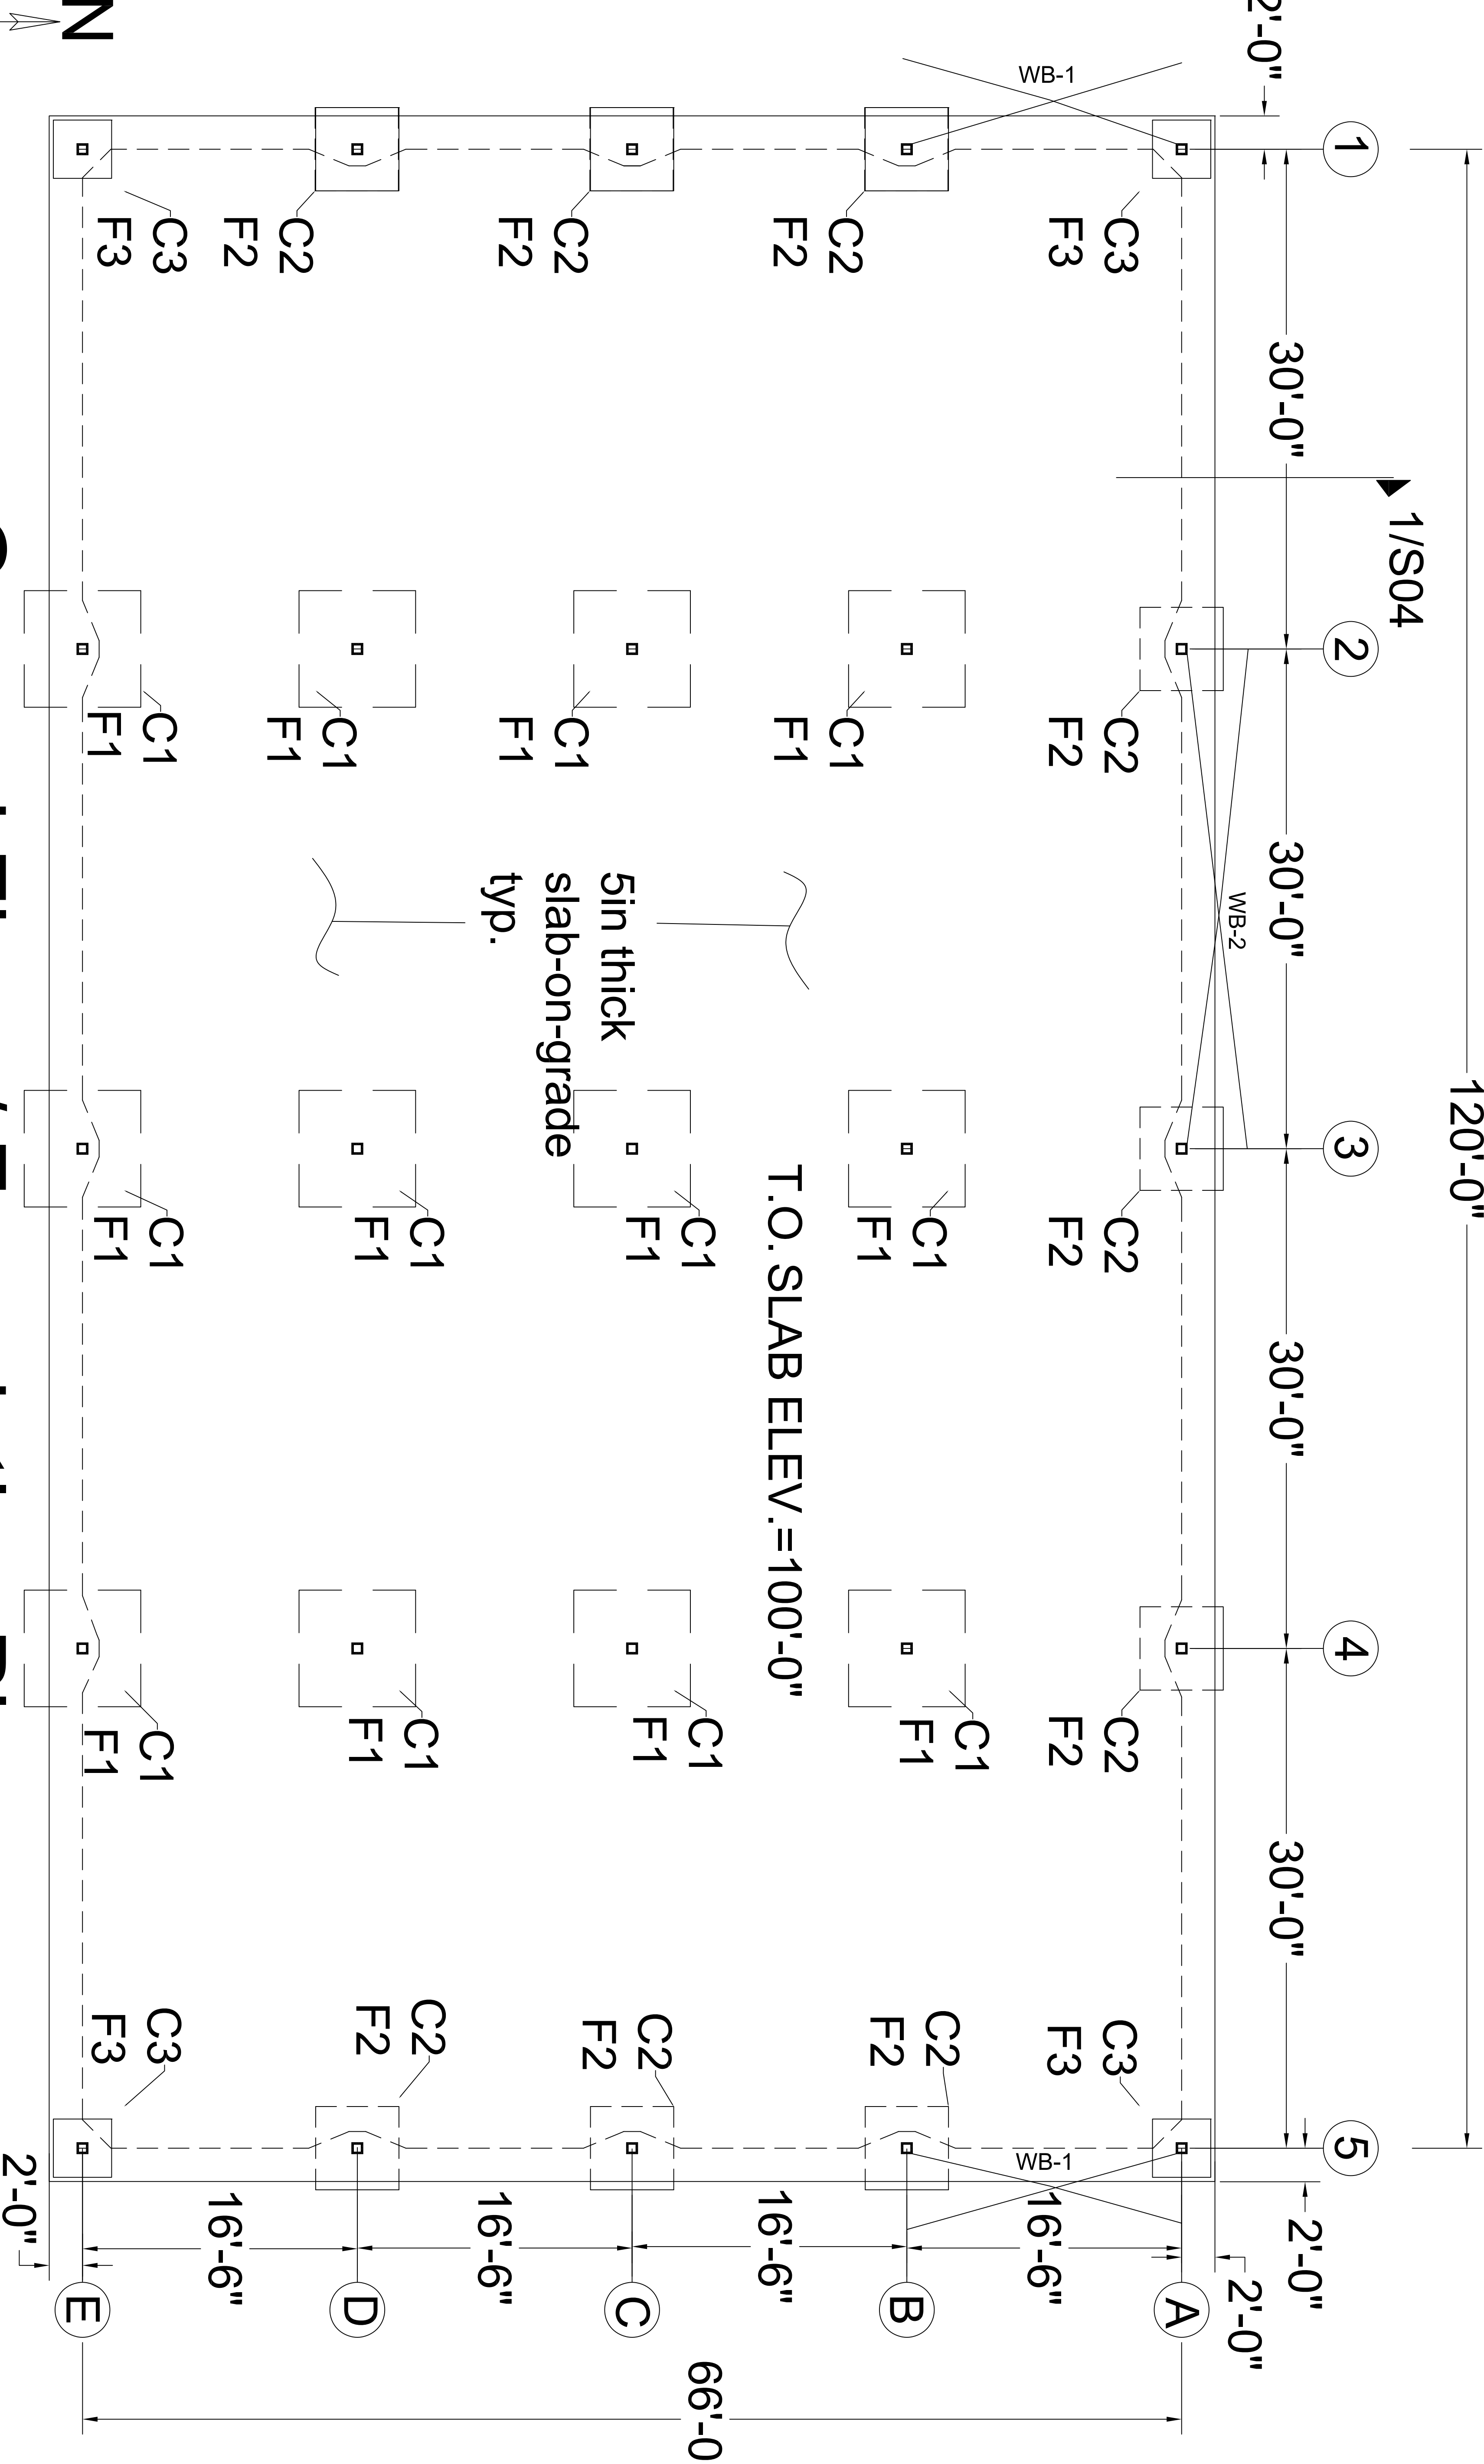 120'-0"
1/S04
1 2 3 4 5
2'-0" 30'-0" 30'-0" 30'-0" 30'-0" 2'-0"
WB-2
2'-0"
A
C3 C2 C2 C2 C3
F3 F2 F2 F2 F3
WB-1 WB-1
16'-6"
B
C2 C1 C1 C1 C2
F2 F1 F1 F1 F2
T.O. SLAB ELEV.=100'-0"
16'-6"
66'-0
C
C2 C1 C1 C1 C2
F2 F1 F1 F1 F2
5in thick
slab-on-grade
typ.
16'-6"
D
C2 C1 C1 C1 C2
F2 F1 F1 F1 F2
16'-6"
E
C3 C1 C1 C1 C3
F3 F1 F1 F1 F3
2'-0"
N